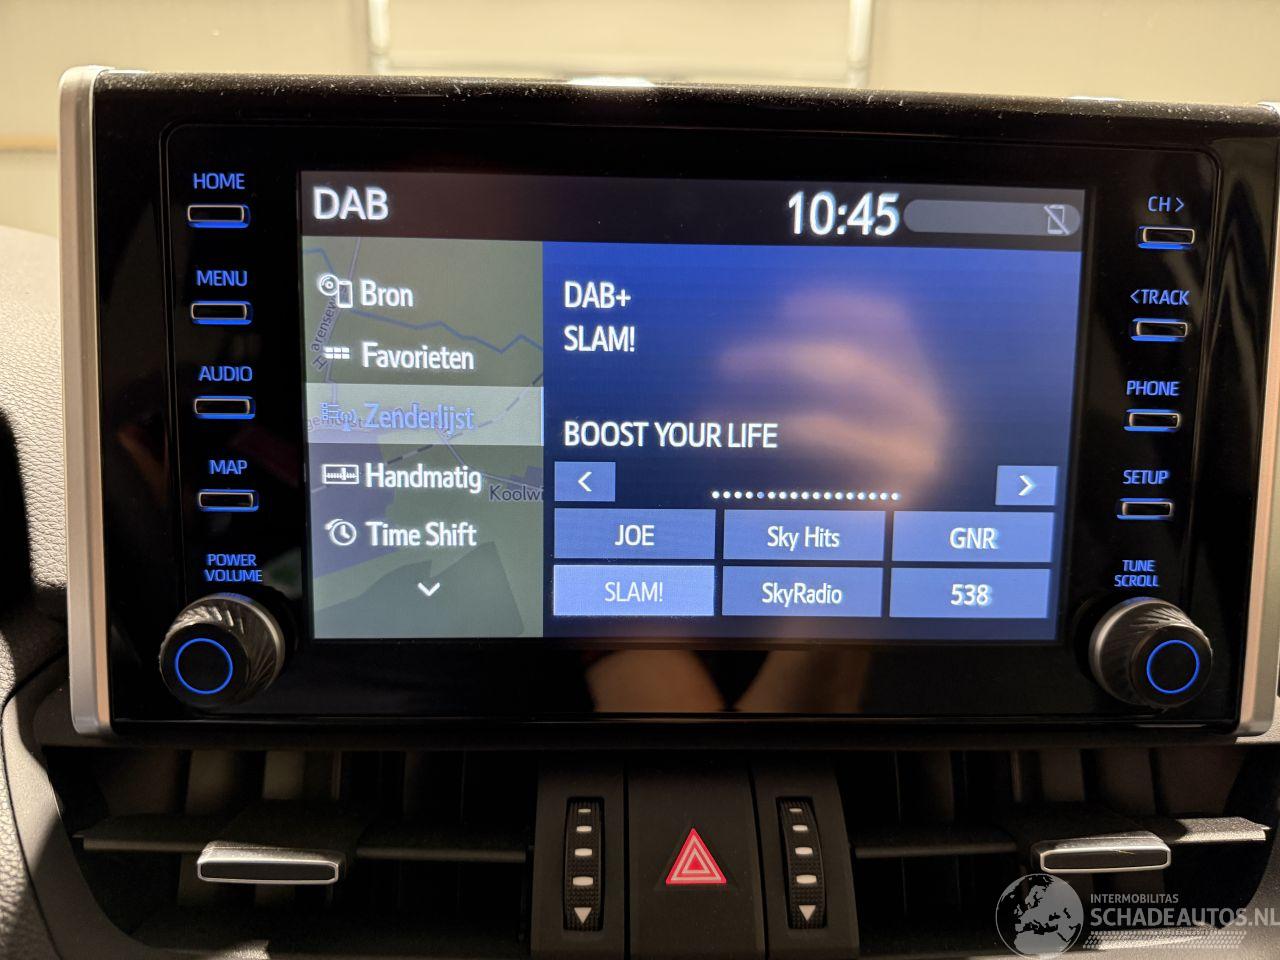 HOME
MENU
AUDIO
MAP
POWER
VOLUME
DAB
10:45
Bron
Favorieten
Zenderlijst
Handmatig
Time Shift
DAB+
SLAM!
BOOST YOUR LIFE
<
>
JOE
Sky Hits
GNR
SLAM!
SkyRadio
538
CH>
<TRACK
PHONE
SETUP
TUNE
SCROLL
INTERMOBILITAS
SCHADEAUTOS.NL